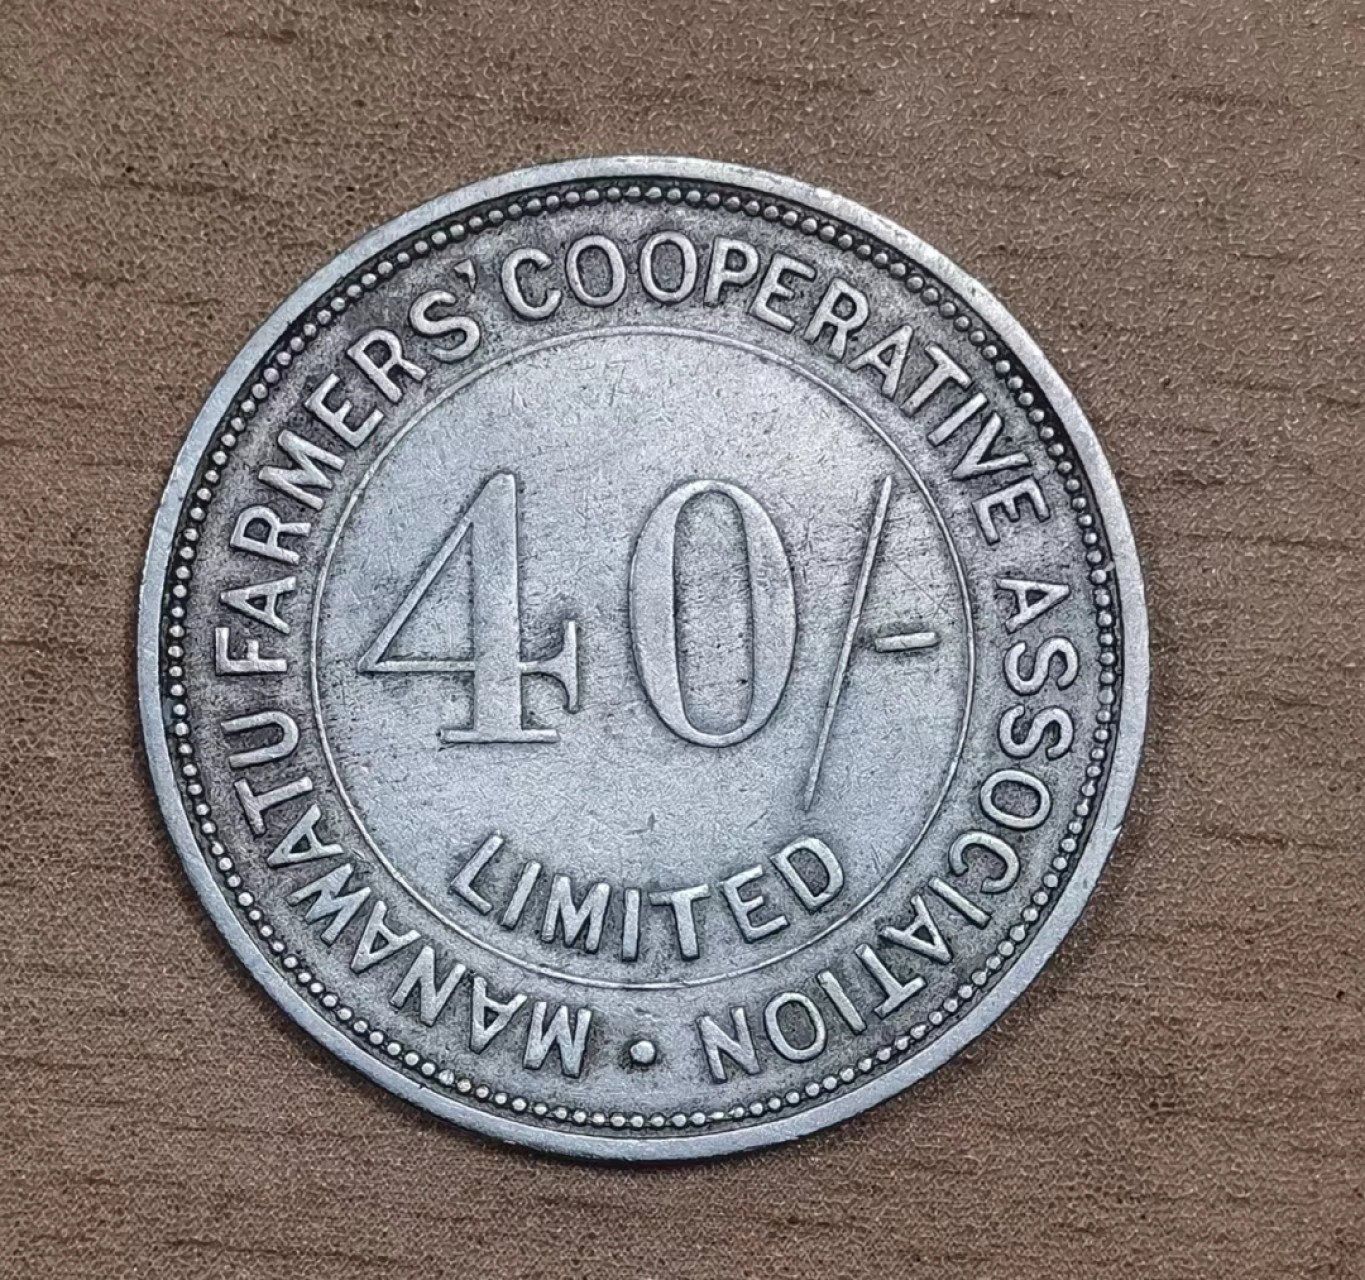 MANAWATU FARMERS' COOPERATIVE ASSOCIATION •
40/-
LIMITED